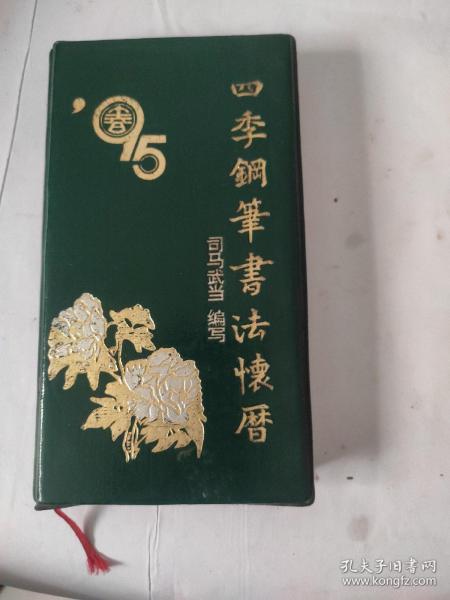 '95
春
四季鋼筆書法懷曆
司马武当 编写
孔夫子旧书网
www.kongfz.com